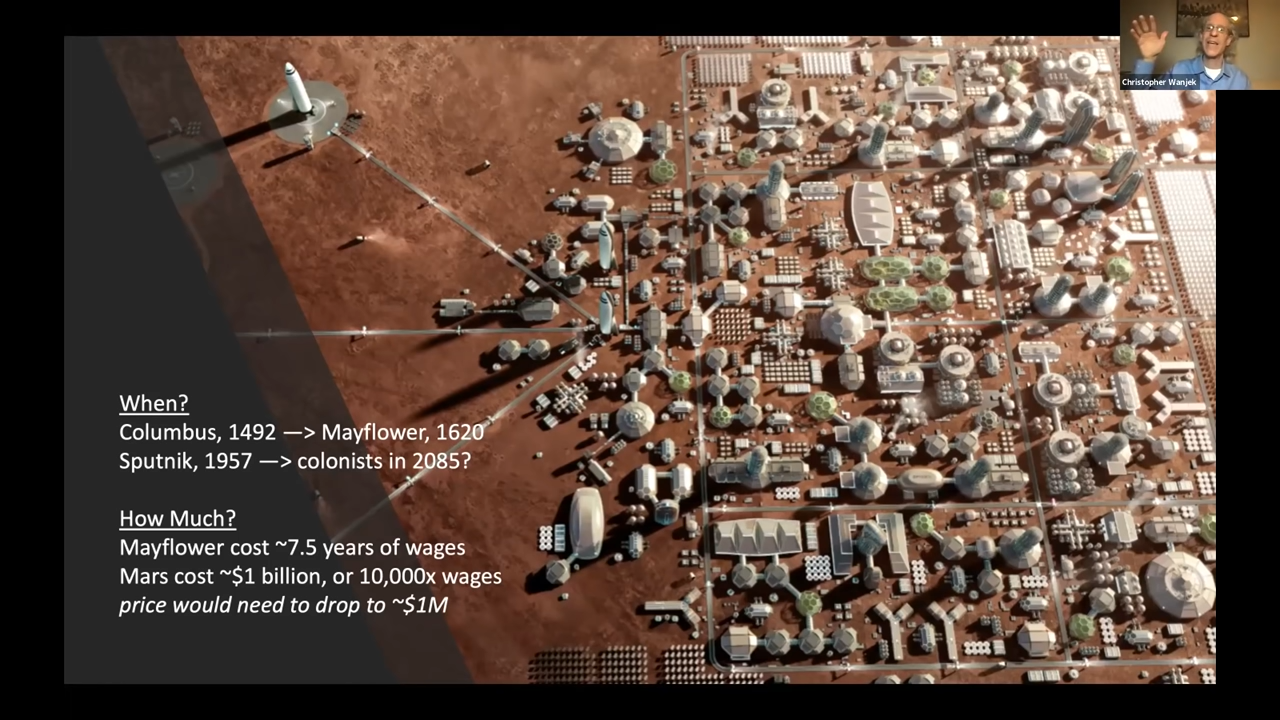 Christopher Wanjek
When?
Columbus, 1492 —> Mayflower, 1620
Sputnik, 1957 —> colonists in 2085?
How Much?
Mayflower cost ~7.5 years of wages
Mars cost ~$1 billion, or 10,000x wages
price would need to drop to ~$1M